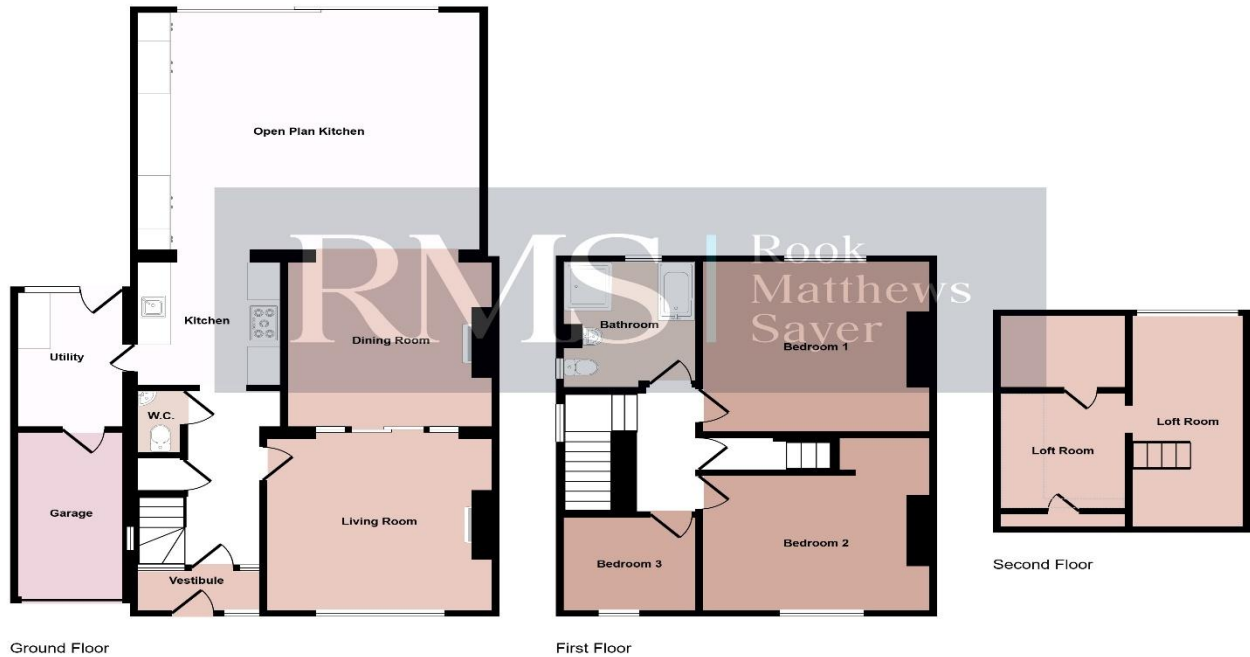 Open Plan Kitchen
RMS
Rook
Matthews
Sayer
Kitchen
Dining Room
Utility
W.C.
Garage
Living Room
Vestibule
Ground Floor
Bathroom
Bedroom 1
Bedroom 2
Bedroom 3
First Floor
Loft Room
Loft Room
Second Floor